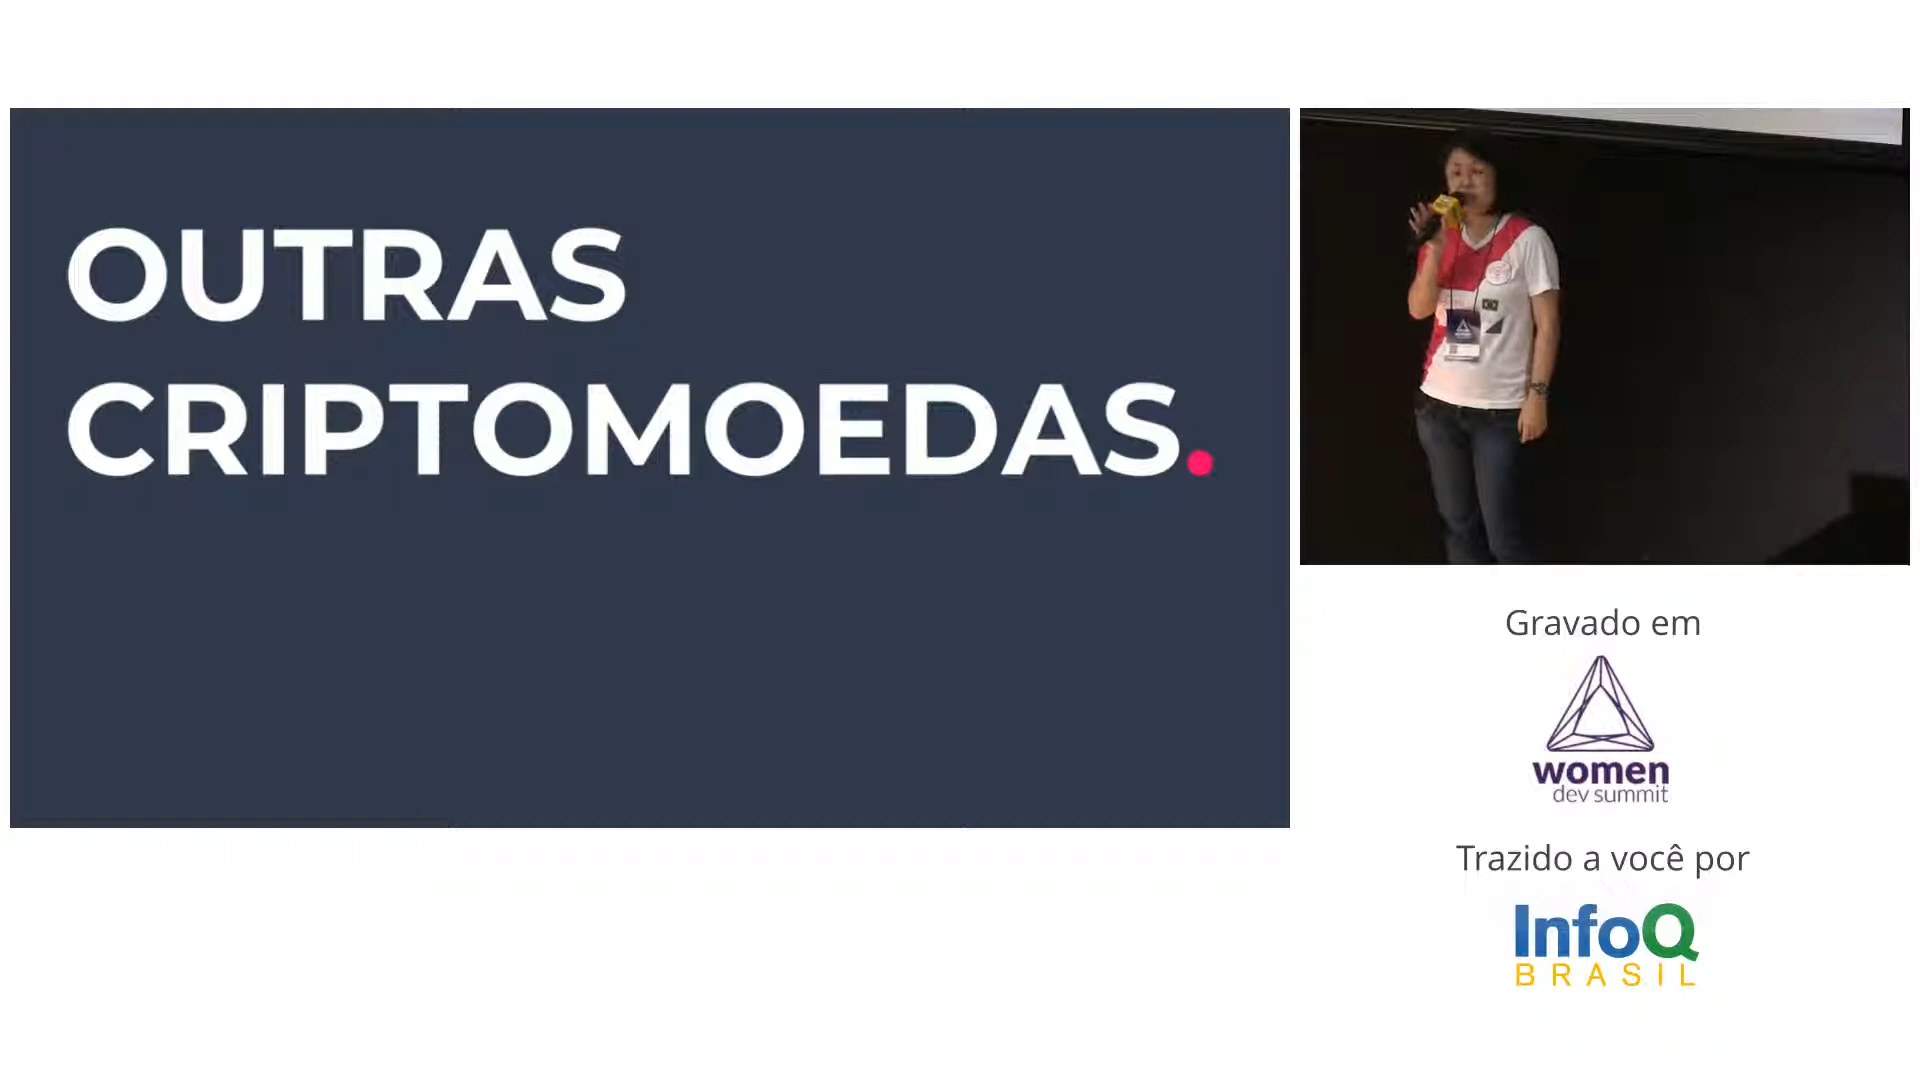 OUTRAS
CRIPTOMOEDAS.
Gravado em
women
dev summit
Trazido a você por
InfoQ
BRASIL